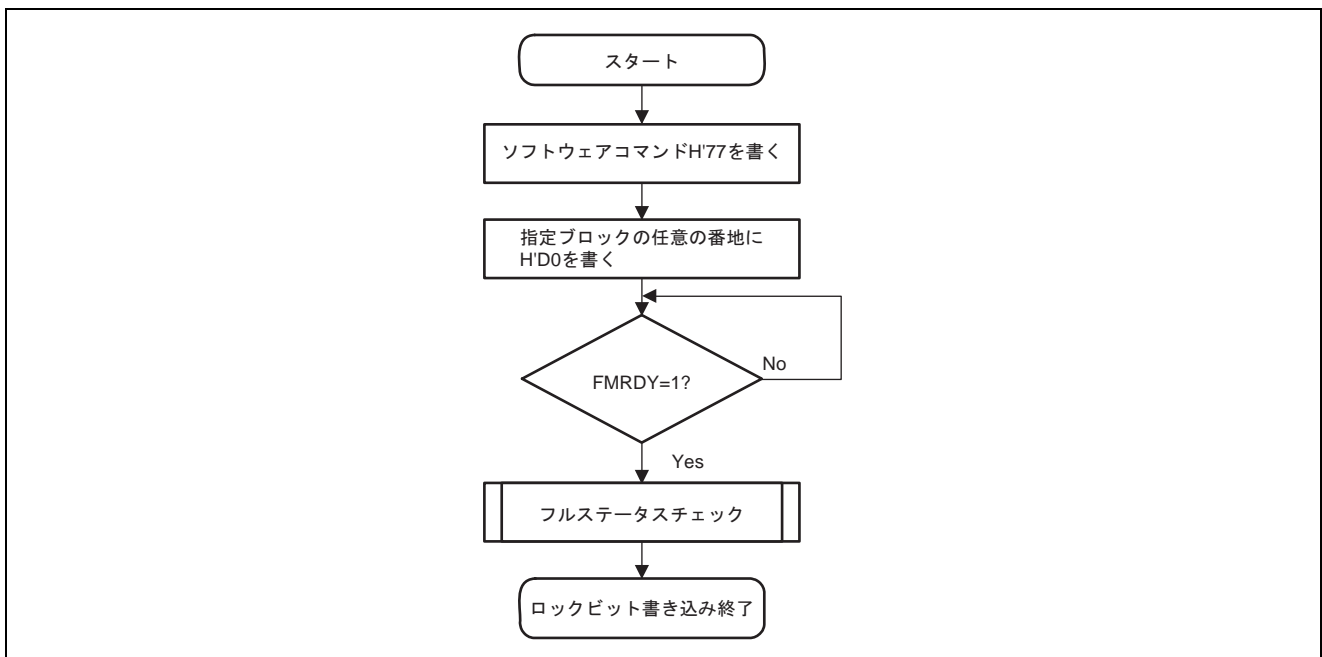 スタート
ソフトウェアコマンドH'77を書く
指定ブロックの任意の番地に
H'D0を書く
FMRDY=1?
No
Yes
フルステータスチェック
ロックビット書き込み終了